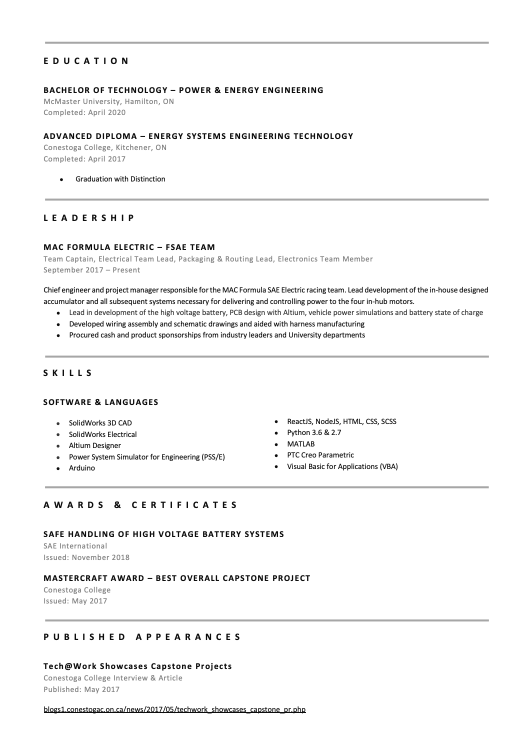 EDUCATION
BACHELOR OF TECHNOLOGY – POWER & ENERGY ENGINEERING
McMaster University, Hamilton, ON
Completed: April 2020
ADVANCED DIPLOMA – ENERGY SYSTEMS ENGINEERING TECHNOLOGY
Conestoga College, Kitchener, ON
Completed: April 2017
• Graduation with Distinction
LEADERSHIP
MAC FORMULA ELECTRIC – FSAE TEAM
Team Captain, Electrical Team Lead, Packaging & Routing Lead, Electronics Team Member
September 2017 – Present
Chief engineer and project manager responsible for the MAC Formula SAE Electric racing team. Lead development of the in-house designed
accumulator and all subsequent systems necessary for delivering and controlling power to the four in-hub motors.
• Lead in development of the high voltage battery, PCB design with Altium, vehicle power simulations and battery state of charge
• Developed wiring assembly and schematic drawings and aided with harness manufacturing
• Procured cash and product sponsorships from industry leaders and University departments
SKILLS
SOFTWARE & LANGUAGES
• SolidWorks 3D CAD
• SolidWorks Electrical
• Altium Designer
• Power System Simulator for Engineering (PSS/E)
• Arduino
• ReactJS, NodeJS, HTML, CSS, SCSS
• Python 3.6 & 2.7
• MATLAB
• PTC Creo Parametric
• Visual Basic for Applications (VBA)
AWARDS & CERTIFICATES
SAFE HANDLING OF HIGH VOLTAGE BATTERY SYSTEMS
SAE International
Issued: November 2018
MASTERCRAFT AWARD – BEST OVERALL CAPSTONE PROJECT
Conestoga College
Issued: May 2017
PUBLISHED APPEARANCES
Tech@Work Showcases Capstone Projects
Conestoga College Interview & Article
Published: May 2017
blogs1.conestogac.on.ca/news/2017/05/techwork_showcases_capstone_pr.php